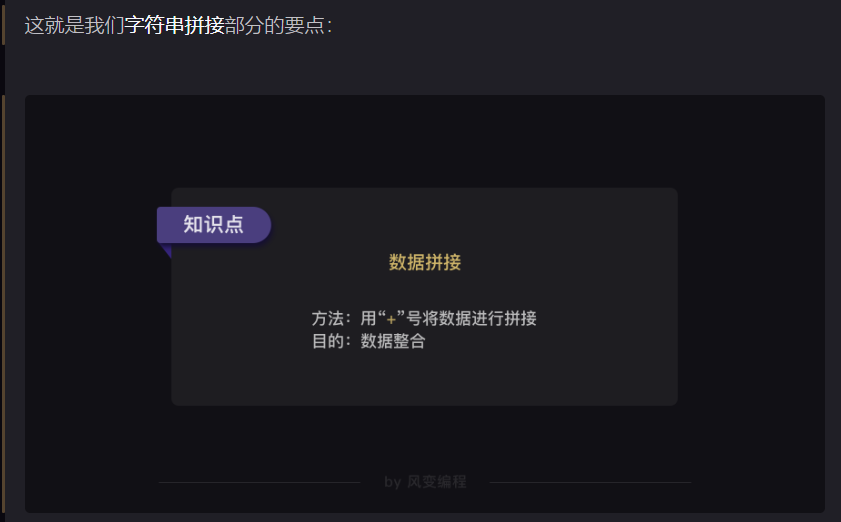 这就是我们字符串拼接部分的要点：
知识点
数据拼接
方法：用“+”号将数据进行拼接
目的：数据整合
by 风变编程